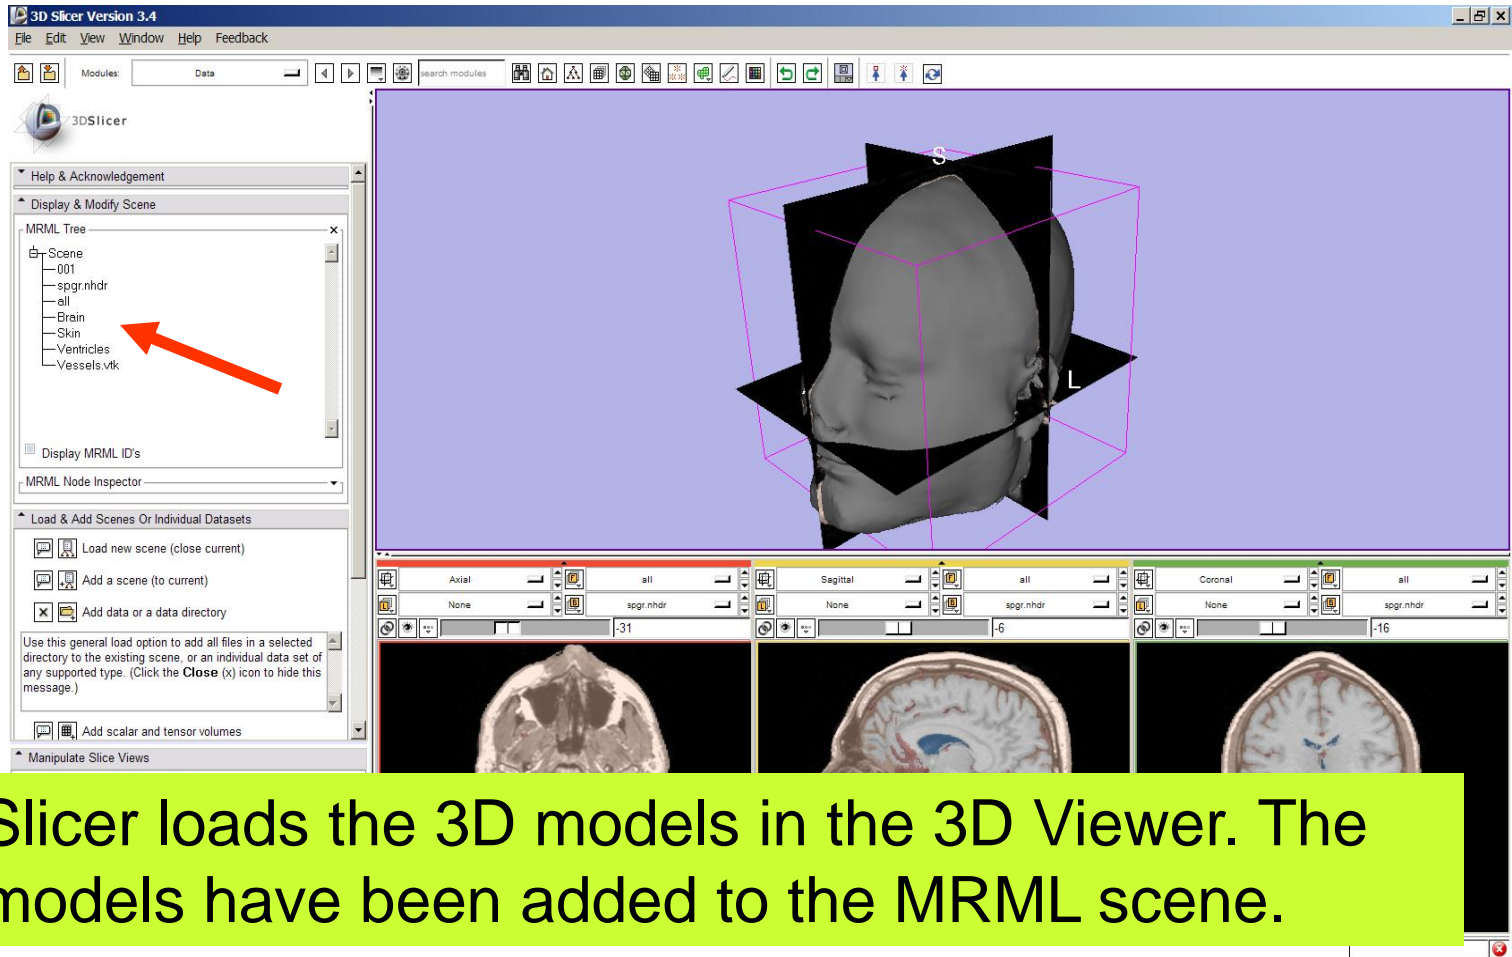 3D Slicer Version 3.4
File Edit View Window Help Feedback
Modules: Data search modules
3DSlicer
Help & Acknowledgement
Display & Modify Scene
MRML Tree
Scene
001
spgr.nhdr
all
Brain
Skin
Ventricles
Vessels.vtk
Display MRML ID's
MRML Node Inspector
Load & Add Scenes Or Individual Datasets
Load new scene (close current)
Add a scene (to current)
Add data or a data directory
Use this general load option to add all files in a selected
directory to the existing scene, or an individual data set of
any supported type. (Click the Close (x) icon to hide this
message.)
Add scalar and tensor volumes
Manipulate Slice Views
S
L
Axial all
None spgr.nhdr
-31
Sagittal all
None spgr.nhdr
-6
Coronal all
None spgr.nhdr
-16
Slicer loads the 3D models in the 3D Viewer. The
models have been added to the MRML scene.